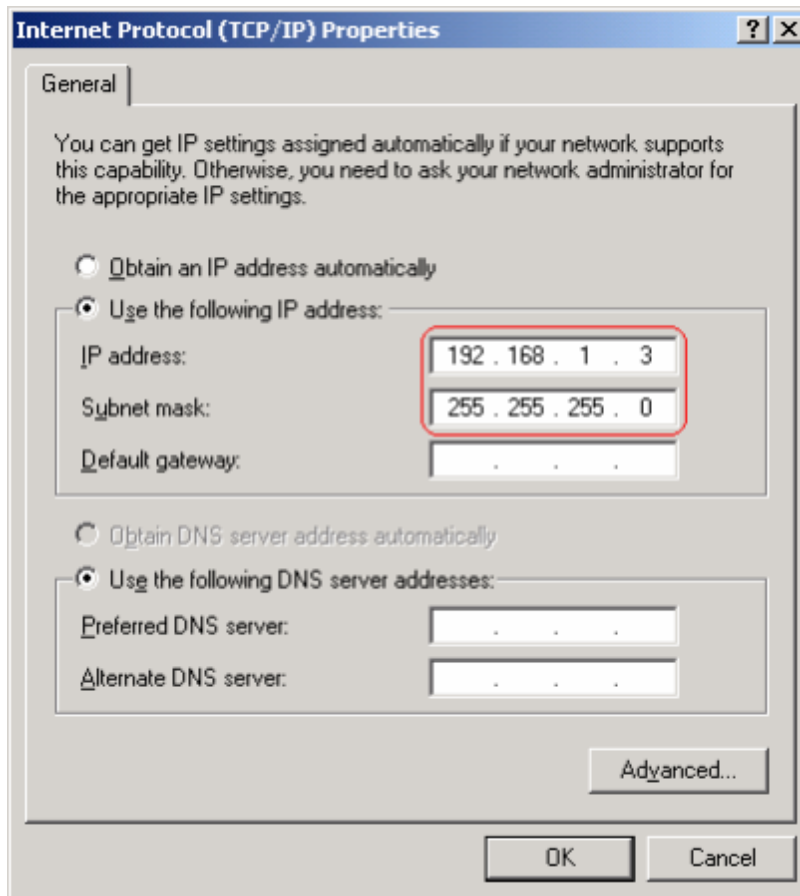 Internet Protocol (TCP/IP) Properties
General
You can get IP settings assigned automatically if your network supports
this capability. Otherwise, you need to ask your network administrator for
the appropriate IP settings.
Obtain an IP address automatically
Use the following IP address:
IP address: 192 . 168 . 1 . 3
Subnet mask: 255 . 255 . 255 . 0
Default gateway: . . .
Obtain DNS server address automatically
Use the following DNS server addresses:
Preferred DNS server: . . .
Alternate DNS server: . . .
Advanced...
OK Cancel